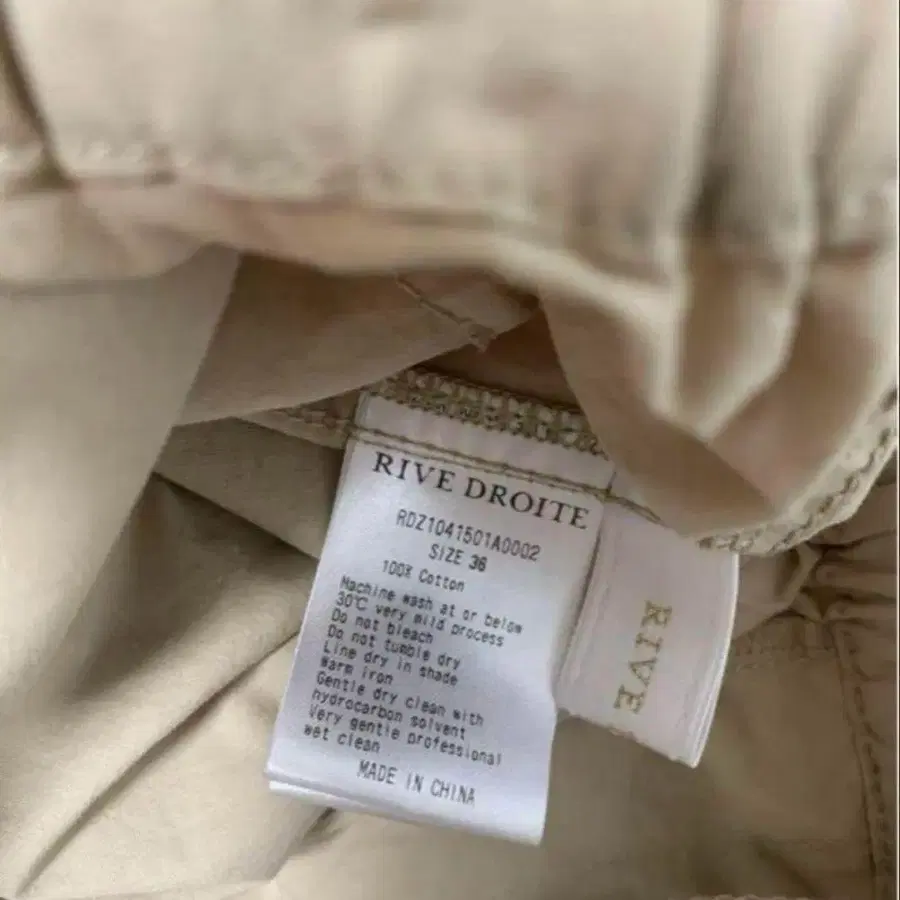 RIVE DROITE
RDZ1041501A0002
SIZE 36
100% Cotton
Machine wash at or below
30℃ very mild process
Do not bleach
Do not tumble dry
Line dry in shade
Warm iron
Gentle dry clean with
hydrocarbon solvent
Very gentle professional
wet clean
MADE IN CHINA
RIVE